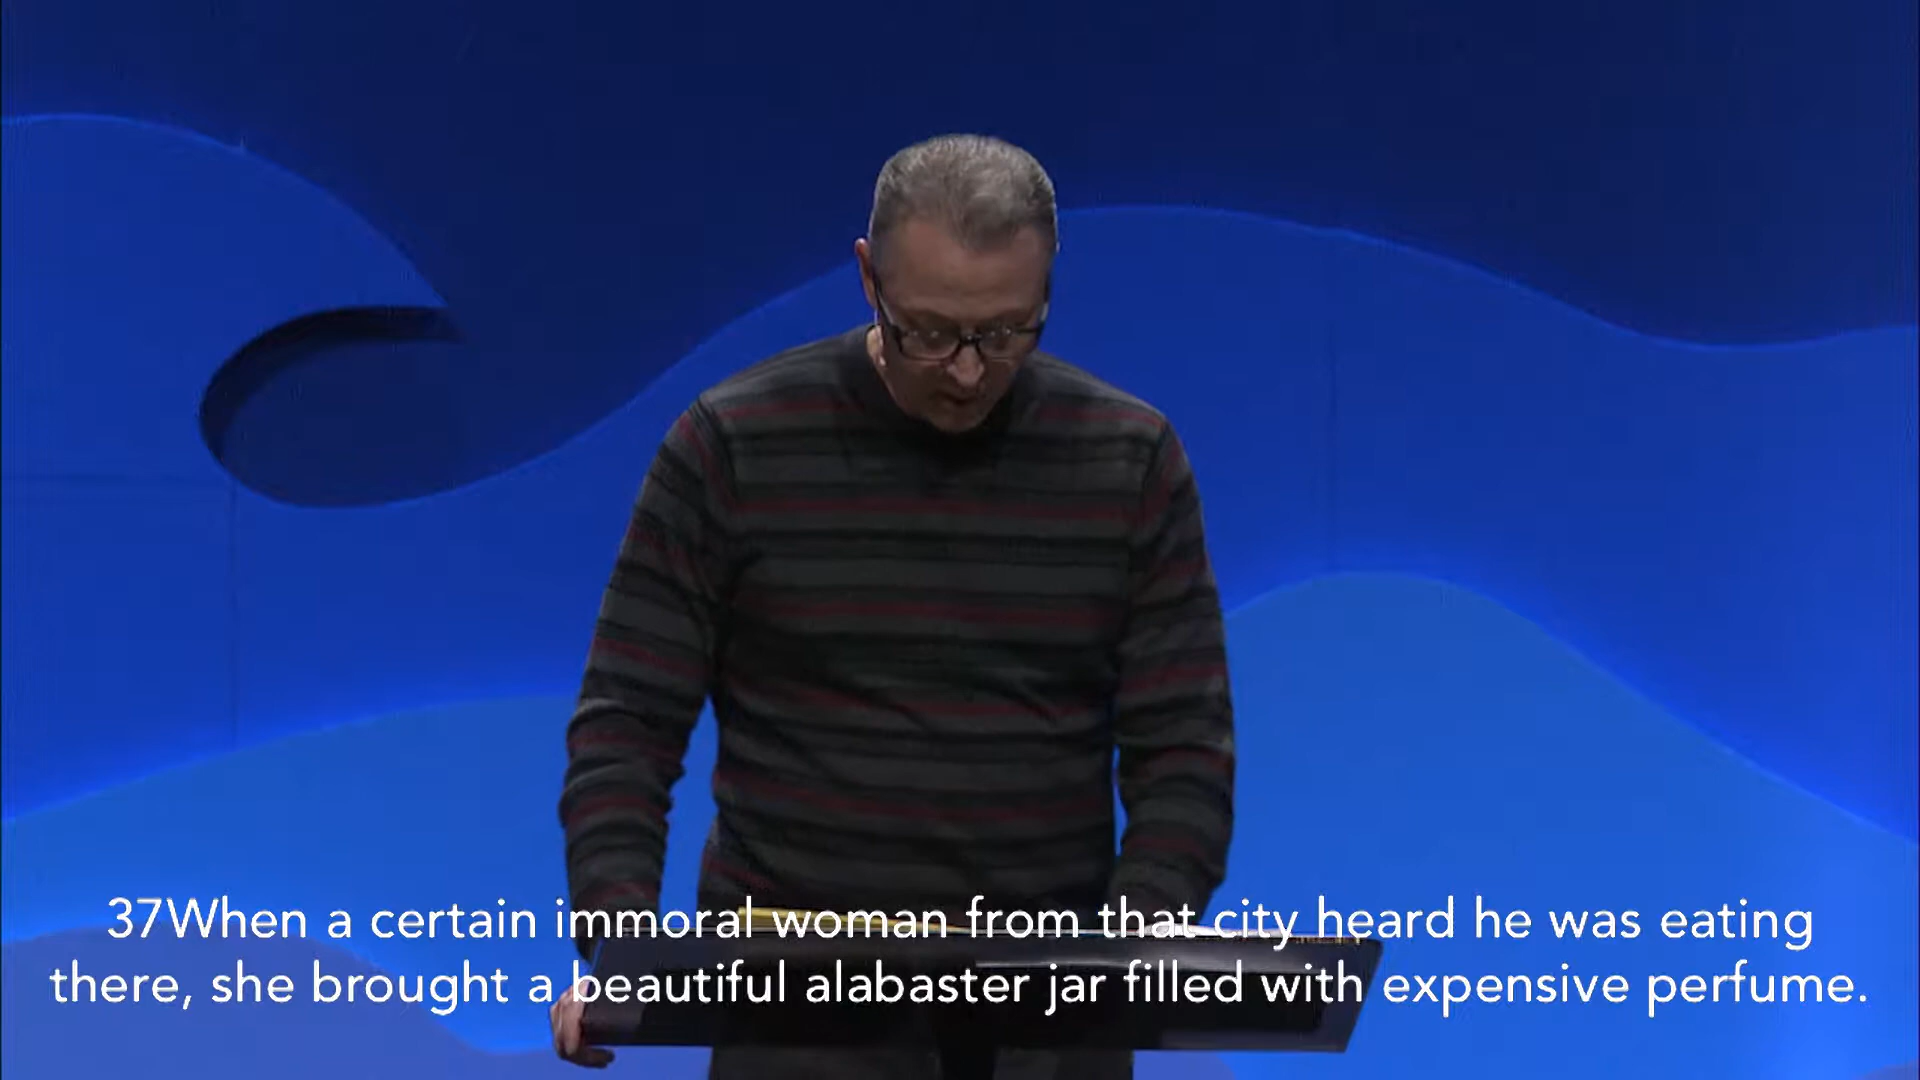 37When a certain immoral woman from that city heard he was eating
there, she brought a beautiful alabaster jar filled with expensive perfume.